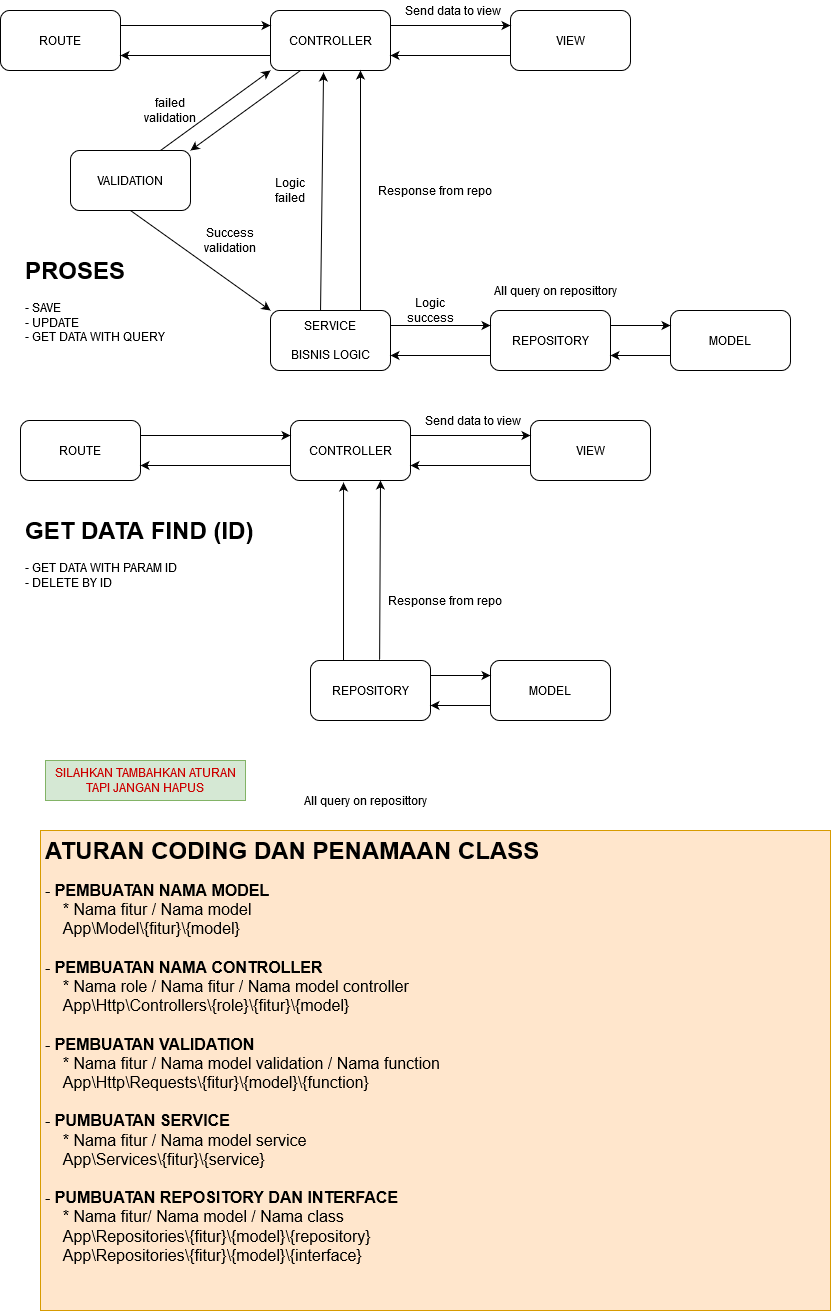 Send data to view
ROUTE
CONTROLLER
VIEW
failed
validation
VALIDATION
Logic
failed
Response from repo
Success
validation
PROSES
- SAVE
- UPDATE
- GET DATA WITH QUERY
All query on reposittory
Logic
success
SERVICE
BISNIS LOGIC
REPOSITORY
MODEL
Send data to view
ROUTE
CONTROLLER
VIEW
GET DATA FIND (ID)
- GET DATA WITH PARAM ID
- DELETE BY ID
Response from repo
REPOSITORY
MODEL
SILAHKAN TAMBAHKAN ATURAN
TAPI JANGAN HAPUS
All query on reposittory
ATURAN CODING DAN PENAMAAN CLASS
- PEMBUATAN NAMA MODEL
* Nama fitur / Nama model
App\Model\{fitur}\{model}
- PEMBUATAN NAMA CONTROLLER
* Nama role / Nama fitur / Nama model controller
App\Http\Controllers\{role}\{fitur}\{model}
- PEMBUATAN VALIDATION
* Nama fitur / Nama model validation / Nama function
App\Http\Requests\{fitur}\{model}\{function}
- PUMBUATAN SERVICE
* Nama fitur / Nama model service
App\Services\{fitur}\{service}
- PUMBUATAN REPOSITORY DAN INTERFACE
* Nama fitur/ Nama model / Nama class
App\Repositories\{fitur}\{model}\{repository}
App\Repositories\{fitur}\{model}\{interface}